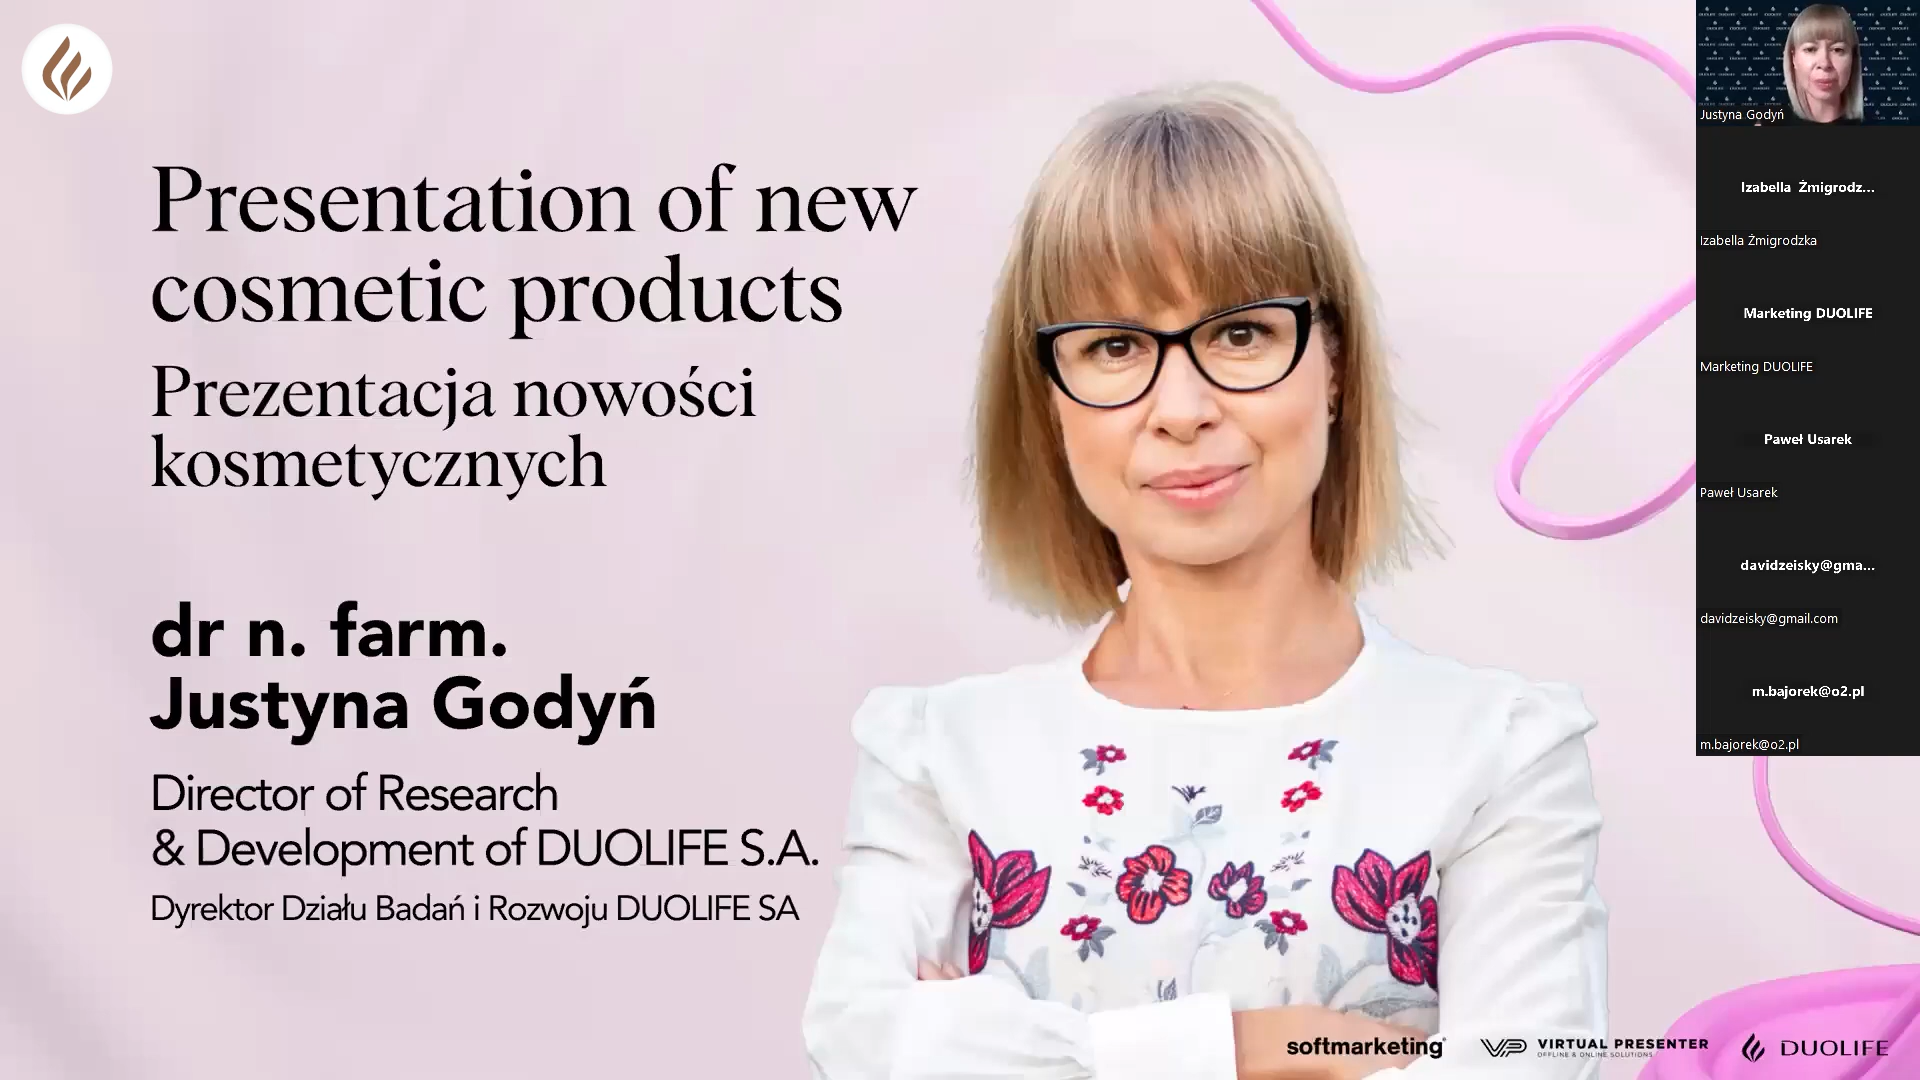 Presentation of new
cosmetic products
Prezentacja nowości
kosmetycznych
dr n. farm.
Justyna Godyń
Director of Research
& Development of DUOLIFE S.A.
Dyrektor Działu Badań i Rozwoju DUOLIFE SA
Justyna Godyń
Izabella Żmigrodz...
Izabella Żmigrodzka
Marketing DUOLIFE
Marketing DUOLIFE
Paweł Usarek
Paweł Usarek
davidzeisky@gma...
davidzeisky@gmail.com
m.bajorek@o2.pl
m.bajorek@o2.pl
softmarketing
VP VIRTUAL PRESENTER
OFFLINE & ONLINE SOLUTIONS
DUOLIFE